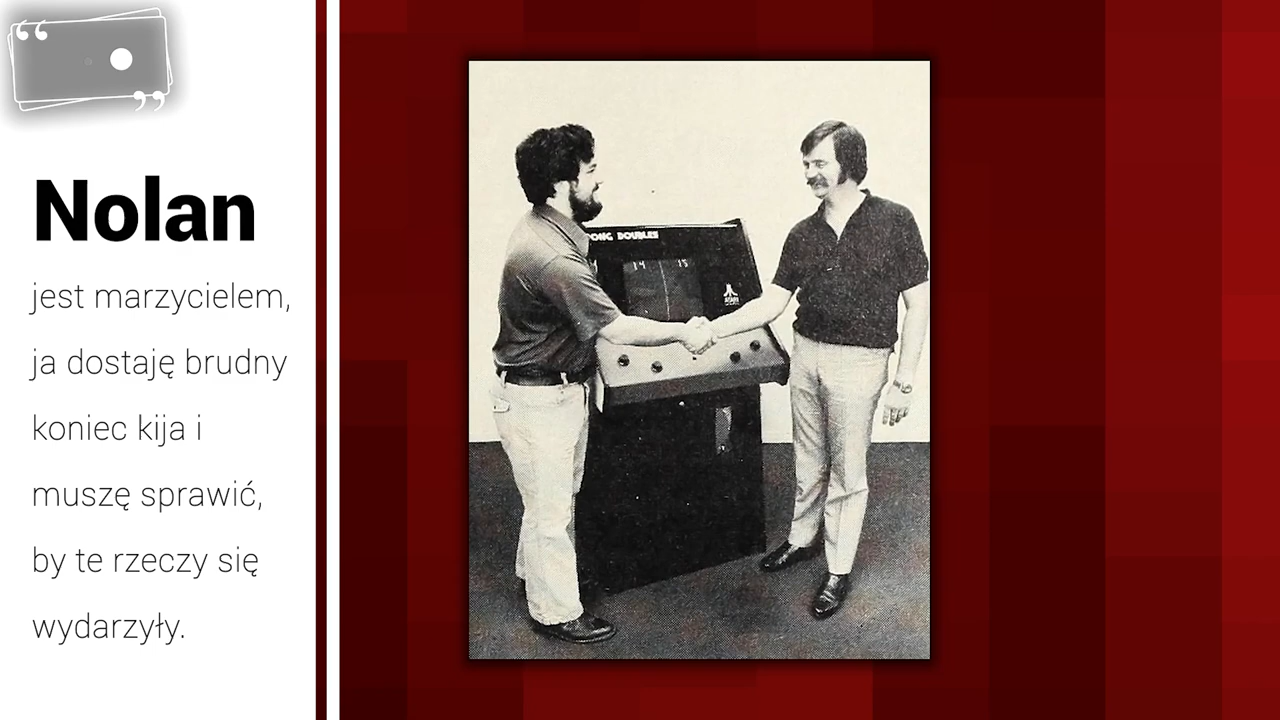 Nolan
jest marzycielem,
ja dostaję brudny
koniec kija i
muszę sprawić,
by te rzeczy się
wydarzyły.
PONG DOUBLES
14 15
ATARI